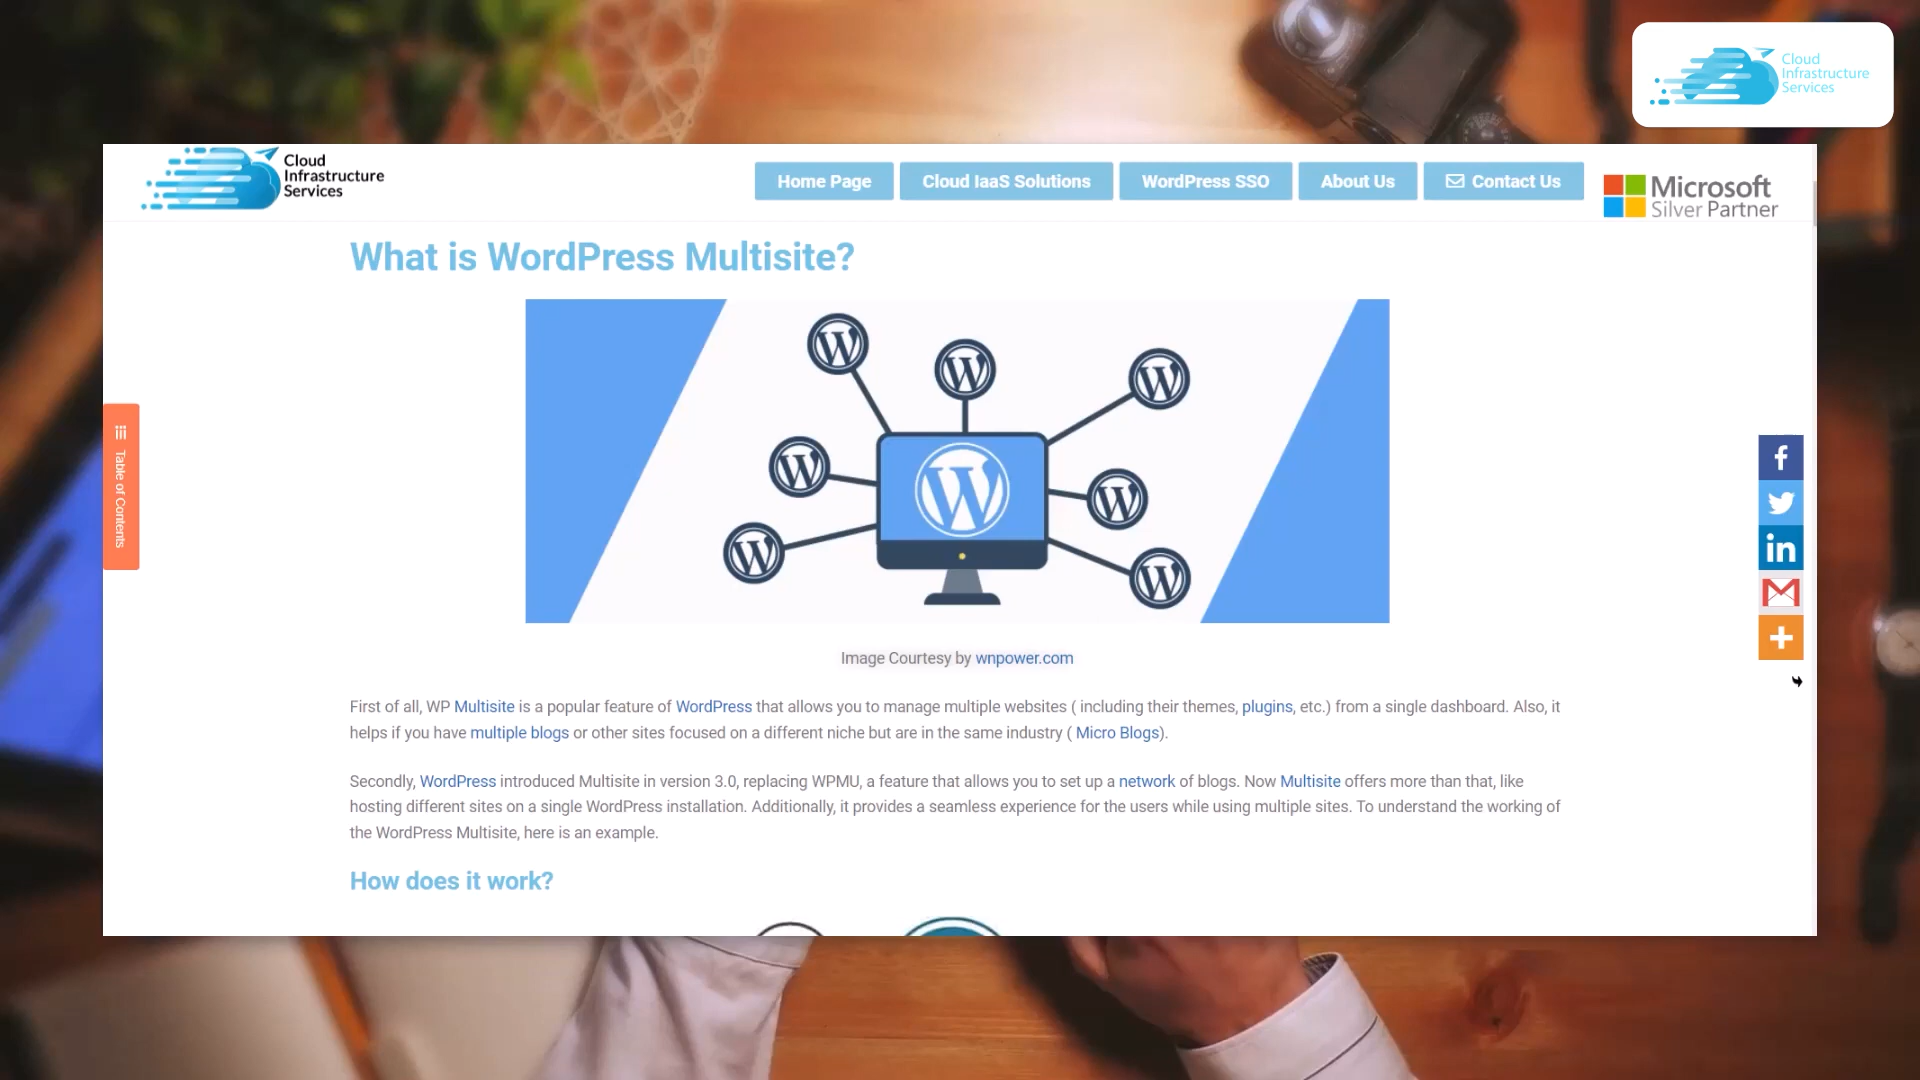 Cloud
Infrastructure
Services
Cloud
Infrastructure
Services
Home Page
Cloud IaaS Solutions
WordPress SSO
About Us
Contact Us
Microsoft
Silver Partner
What is WordPress Multisite?
Table of Contents
Image Courtesy by wnpower.com
First of all, WP Multisite is a popular feature of WordPress that allows you to manage multiple websites ( including their themes, plugins, etc.) from a single dashboard. Also, it
helps if you have multiple blogs or other sites focused on a different niche but are in the same industry ( Micro Blogs).
Secondly, WordPress introduced Multisite in version 3.0, replacing WPMU, a feature that allows you to set up a network of blogs. Now Multisite offers more than that, like
hosting different sites on a single WordPress installation. Additionally, it provides a seamless experience for the users while using multiple sites. To understand the working of
the WordPress Multisite, here is an example.
How does it work?